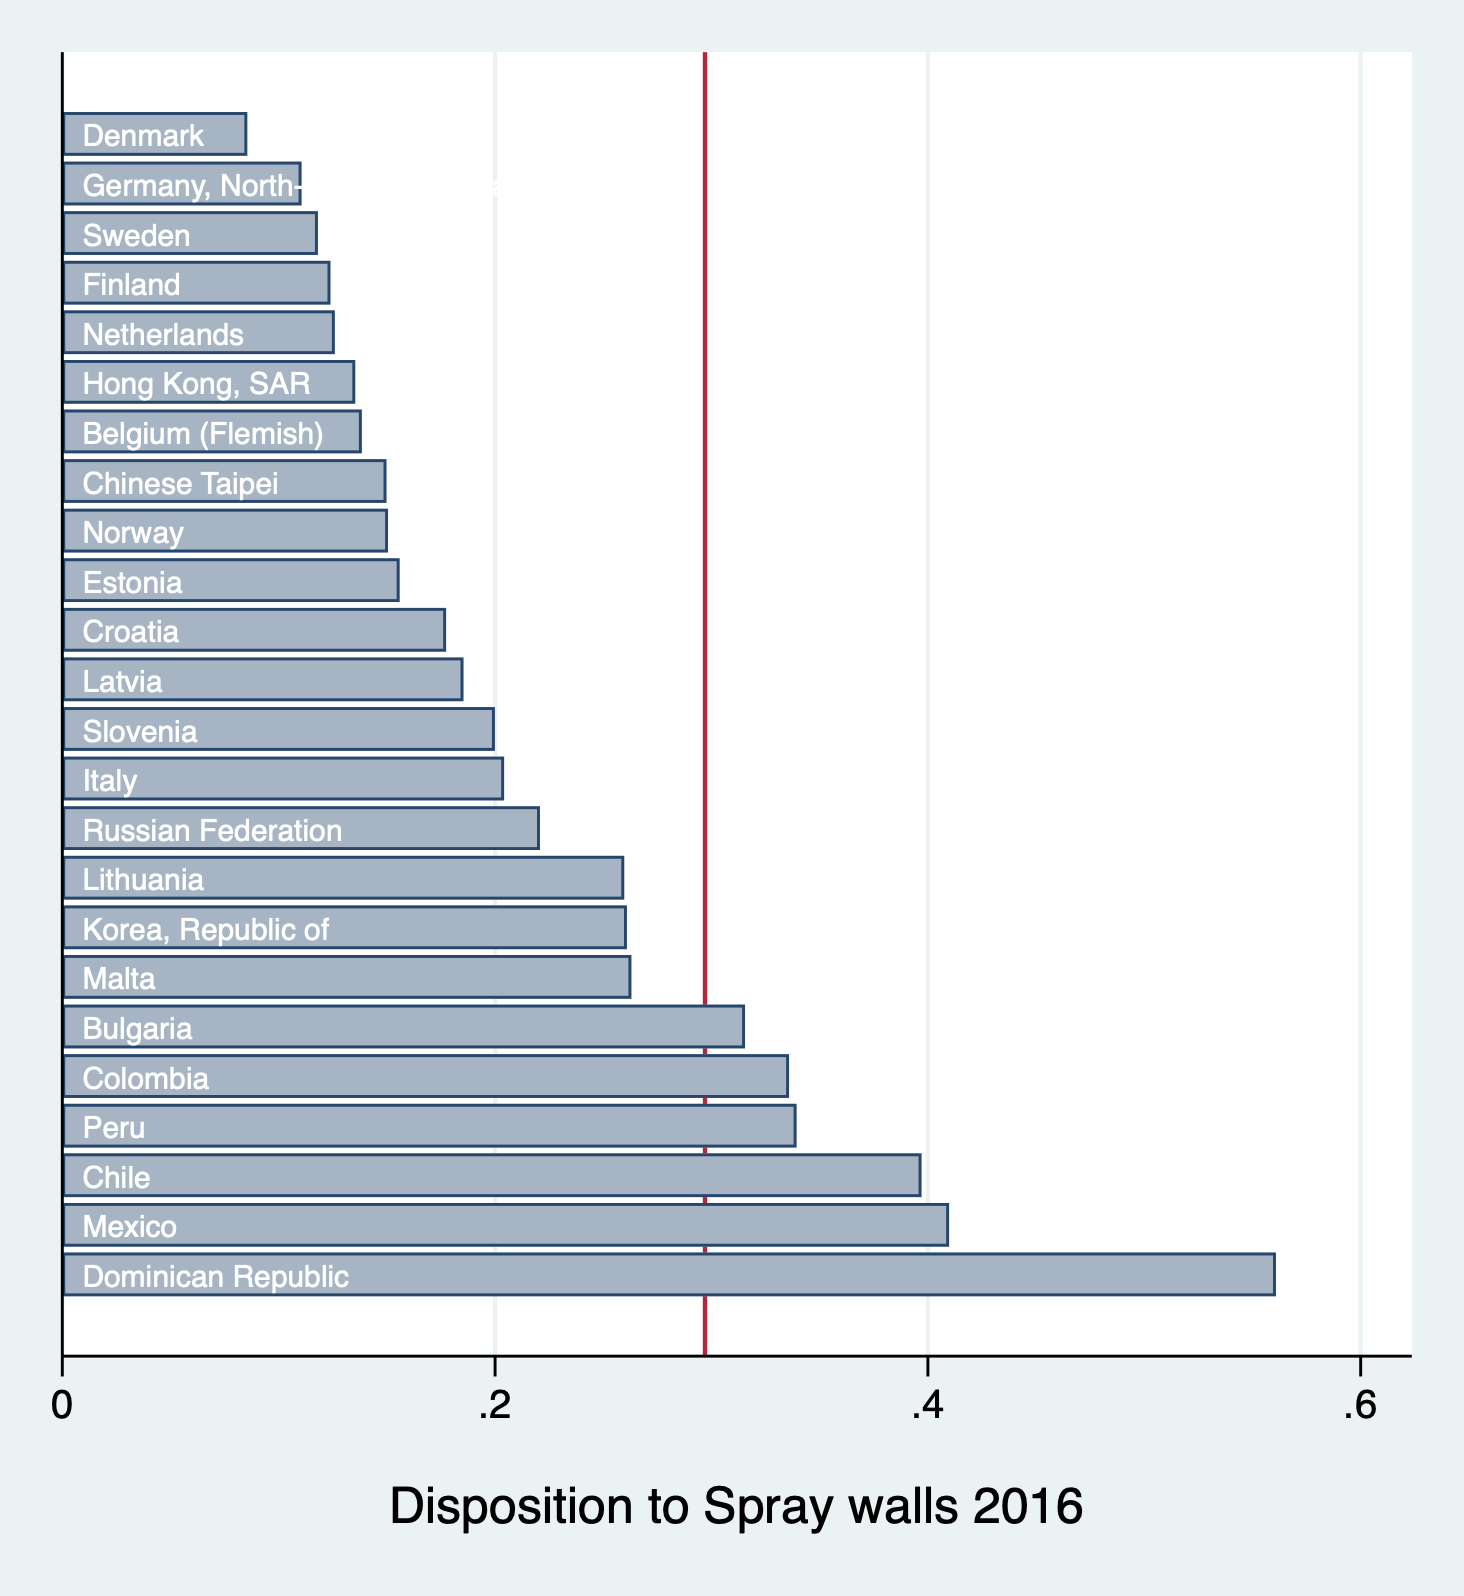 Denmark
Germany, North-
Sweden
Finland
Netherlands
Hong Kong, SAR
Belgium (Flemish)
Chinese Taipei
Norway
Estonia
Croatia
Latvia
Slovenia
Italy
Russian Federation
Lithuania
Korea, Republic of
Malta
Bulgaria
Colombia
Peru
Chile
Mexico
Dominican Republic
0 .2 .4 .6
Disposition to Spray walls 2016